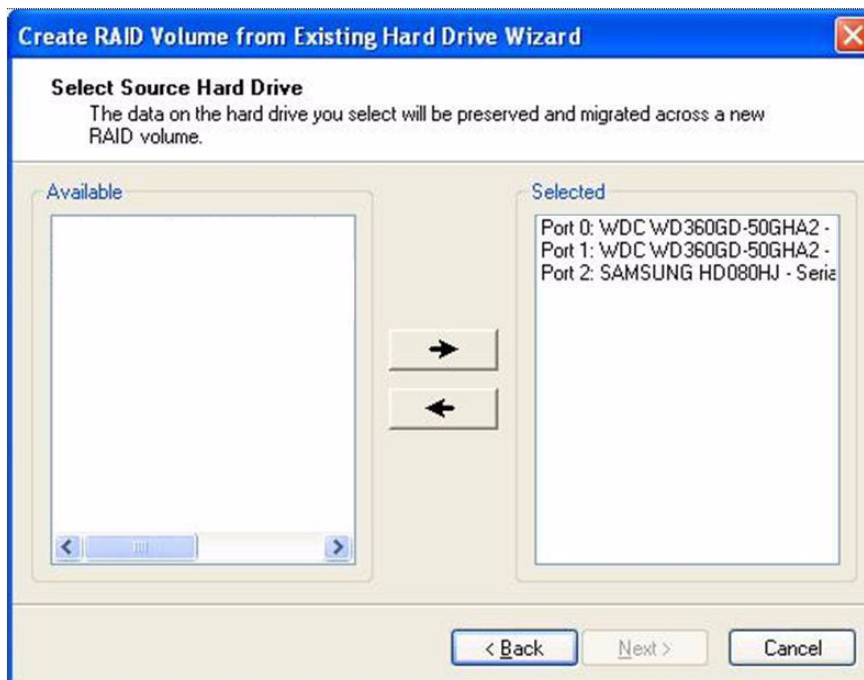 Create RAID Volume from Existing Hard Drive Wizard
Select Source Hard Drive
The data on the hard drive you select will be preserved and migrated across a new
RAID volume.
Available
Selected
Port 0: WDC WD360GD-50GHA2 -
Port 1: WDC WD360GD-50GHA2 -
Port 2: SAMSUNG HD080HJ - Seria
< Back
Next >
Cancel